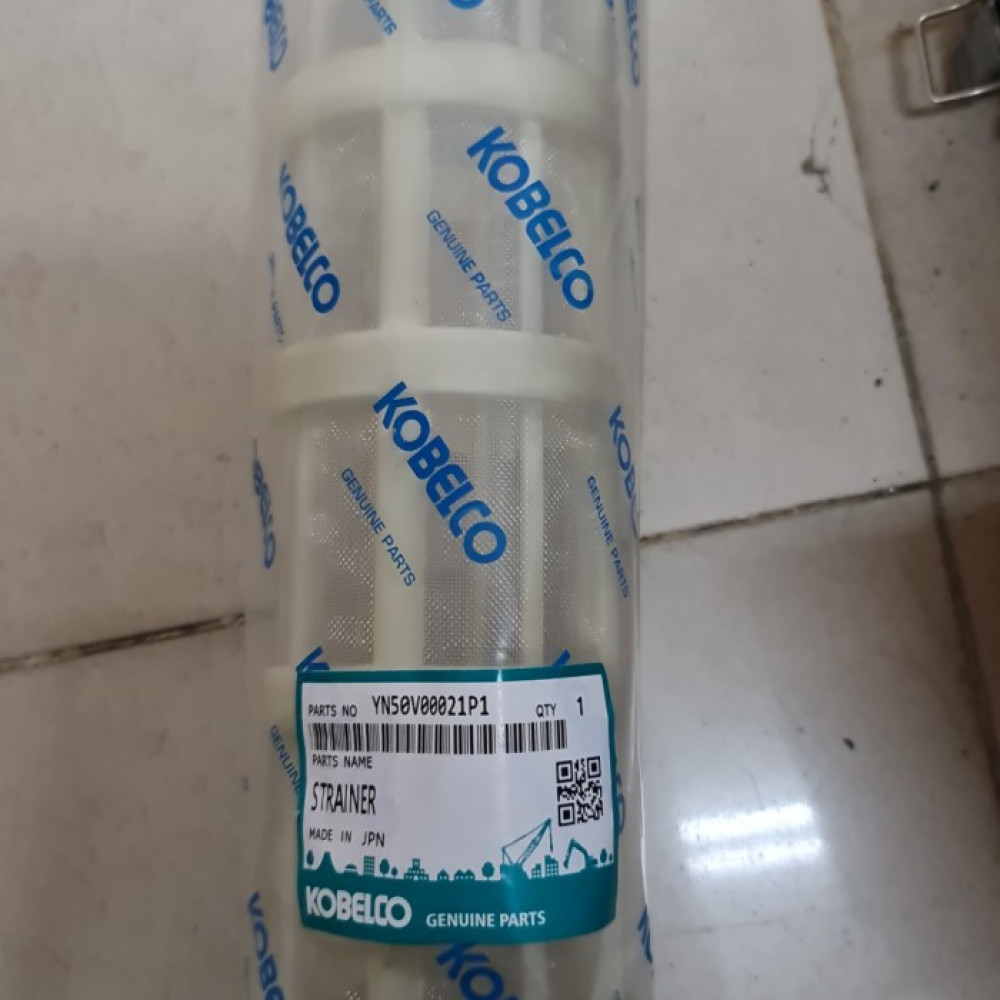 KOBELCO
GENUINE PARTS
KOBELCO
KOBELCO
GENUINE PARTS
KOBELCO
GENUINE PARTS
PARTS NO YN50V00021P1 QTY 1
PARTS NAME
STRAINER
MADE IN JPN
KOBELCO GENUINE PARTS